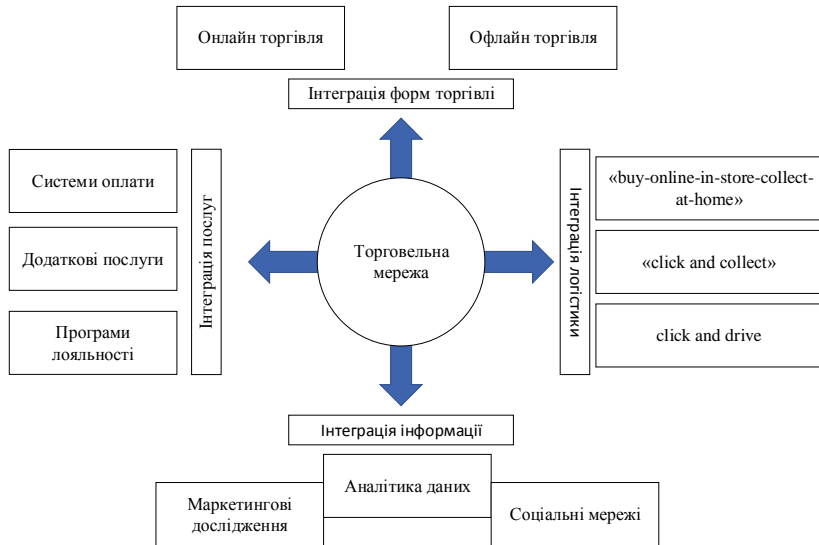 Онлайн торгівля
Офлайн торгівля
Інтеграція форм торгівлі
Системи оплати
Додаткові послуги
Програми
лояльності
Інтеграція послуг
Торговельна
мережа
Інтеграція логістики
«buy-online-in-store-collect-
at-home»
«click and collect»
click and drive
Інтеграція інформації
Маркетингові
дослідження
Аналітика даних
Соціальні мережі